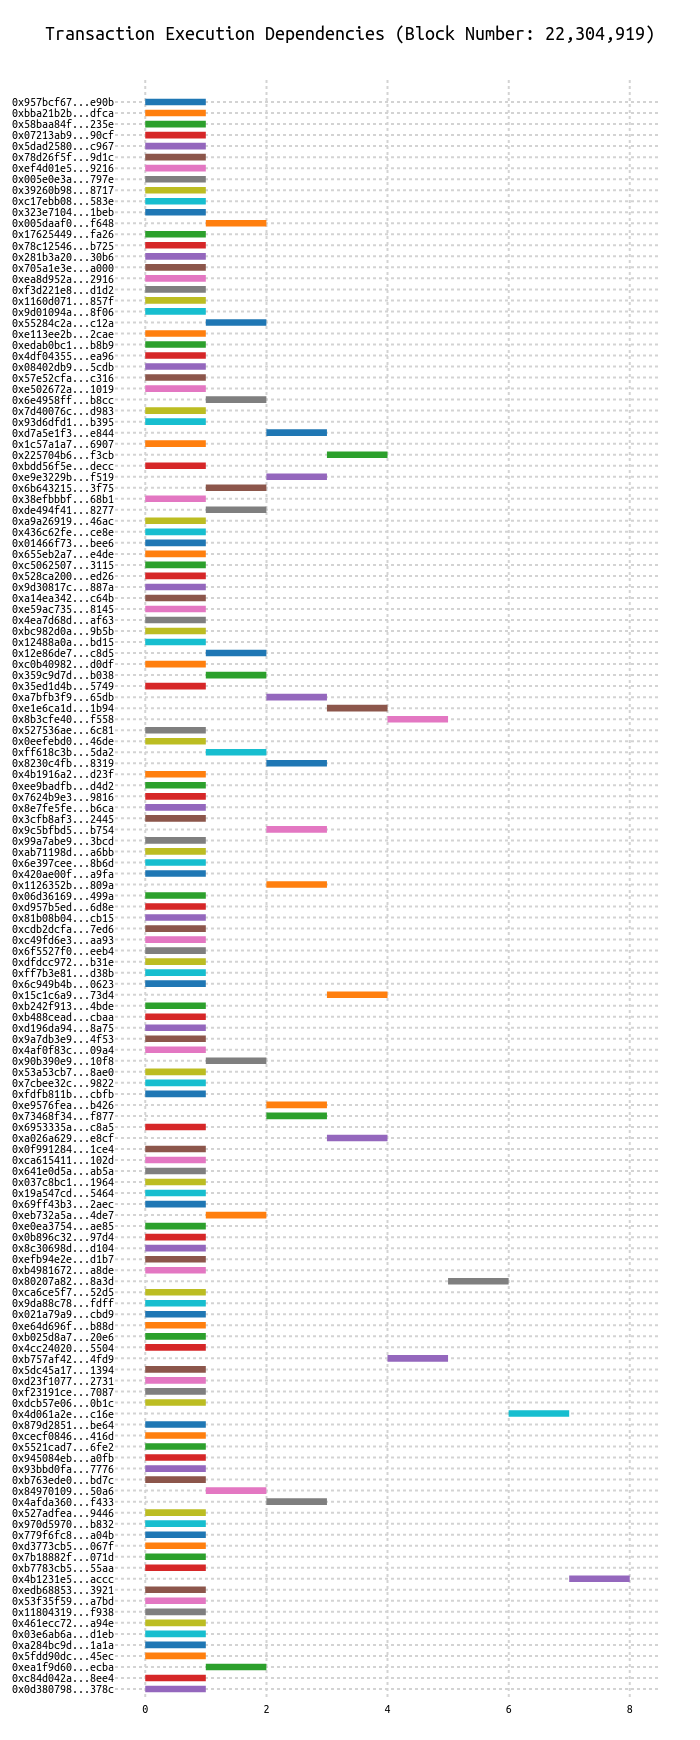 Transaction Execution Dependencies (Block Number: 22,304,919)
0x957bcf67...e90b
0xbba21b2b...dfca
0x58baa84f...235e
0x07213ab9...90cf
0x5dad2580...c967
0x78d26f5f...9d1c
0xef4d01e5...9216
0x005e0e3a...797e
0x39260b98...8717
0xc17ebb08...583e
0x323e7104...1beb
0x005daaf0...f648
0x17625449...fa26
0x78c12546...b725
0x281b3a20...30b6
0x705a1e3e...a000
0xea8d952a...2916
0xf3d221e8...d1d2
0x1160d071...857f
0x9d01094a...8f06
0x55284c2a...c12a
0xe113ee2b...2cae
0xedab0bc1...b8b9
0x4df04355...ea96
0x08402db9...5cdb
0x57e52cfa...c316
0xe502672a...1019
0x6e4958ff...b8cc
0x7d40076c...d983
0x93d6dfd1...b395
0xd7a5e1f3...e844
0x1c57a1a7...6907
0x225704b6...f3cb
0xbdd56f5e...decc
0xe9e3229b...f519
0x6b643215...3f75
0x38efbbbf...68b1
0xde494f41...8277
0xa9a26919...46ac
0x436c62fe...ce8e
0x01466f73...bee6
0x655eb2a7...e4de
0xc5062507...3115
0x528ca200...ed26
0x9d30817c...887a
0xa14ea342...c64b
0xe59ac735...8145
0x4ea7d68d...af63
0xbc982d0a...9b5b
0x12488a0a...bd15
0x12e86de7...c8d5
0xc0b40982...d0df
0x359c9d7d...b038
0x35ed1d4b...5749
0xa7bfb3f9...65db
0xe1e6ca1d...1b94
0x8b3cfe40...f558
0x527536ae...6c81
0x0eefebd0...46de
0xff618c3b...5da2
0x8230c4fb...8319
0x4b1916a2...d23f
0xee9badfb...d4d2
0x7624b9e3...9816
0x8e7fe5fe...b6ca
0x3cfb8af3...2445
0x9c5bfbd5...b754
0x99a7abe9...3bcd
0xab71198d...a6bb
0x6e397cee...8b6d
0x420ae00f...a9fa
0x1126352b...809a
0x06d36169...499a
0xd957b5ed...6d8e
0x81b08b04...cb15
0xcdb2dcfa...7ed6
0xc49fd6e3...aa93
0x6f5527f0...eeb4
0xdfdcc972...b31e
0xff7b3e81...d38b
0x6c949b4b...0623
0x15c1c6a9...73d4
0xb242f913...4bde
0xb488cead...cbaa
0xd196da94...8a75
0x9a7db3e9...4f53
0x4af0f83c...09a4
0x90b390e9...10f8
0x53a53cb7...8ae0
0x7cbee32c...9822
0xfdfb811b...cbfb
0xe9576fea...b426
0x73468f34...f877
0x6953335a...c8a5
0xa026a629...e8cf
0x0f991284...1ce4
0xca615411...102d
0x641e0d5a...ab5a
0x037c8bc1...1964
0x19a547cd...5464
0x69ff43b3...2aec
0xeb732a5a...4de7
0xe0ea3754...ae85
0x0b896c32...97d4
0x8c30698d...d104
0xefb94e2e...d1b7
0xb4981672...a8de
0x80207a82...8a3d
0xca6ce5f7...52d5
0x9da88c78...fdff
0x021a79a9...cbd9
0xe64d696f...b88d
0xb025d8a7...20e6
0x4cc24020...5504
0xb757af42...4fd9
0x5dc45a17...1394
0xd23f1077...2731
0xf23191ce...7087
0xdcb57e06...0b1c
0x4d061a2e...c16e
0x879d2851...be64
0xcecf0846...416d
0x5521cad7...6fe2
0x945084eb...a0fb
0x93bbd0fa...7776
0xb763ede0...bd7c
0x84970109...50a6
0x4afda360...f433
0x527adfea...9446
0x970d5970...b832
0x779f6fc8...a04b
0xd3773cb5...067f
0x7b18882f...071d
0xb7783cb5...55aa
0x4b1231e5...accc
0xedb68853...3921
0x53f35f59...a7bd
0x11804319...f938
0x461ecc72...a94e
0x03e6ab6a...d1eb
0xa284bc9d...1a1a
0x5fdd90dc...45ec
0xea1f9d60...ecba
0xc84d042a...8ee4
0x0d380798...378c
0 2 4 6 8